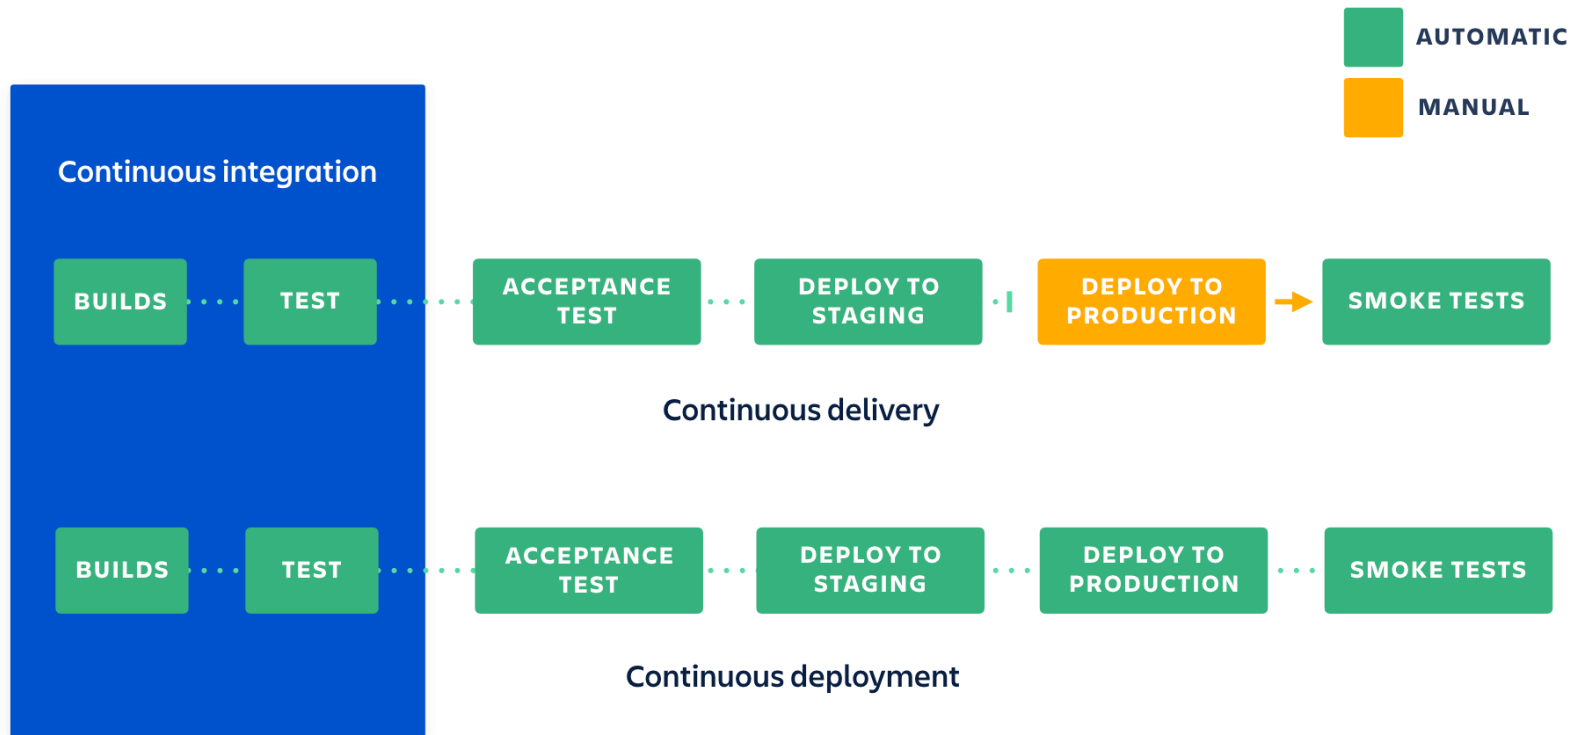 AUTOMATIC
MANUAL
Continuous integration
BUILDS
TEST
ACCEPTANCE
TEST
DEPLOY TO
STAGING
DEPLOY TO
PRODUCTION
SMOKE TESTS
Continuous delivery
BUILDS
TEST
ACCEPTANCE
TEST
DEPLOY TO
STAGING
DEPLOY TO
PRODUCTION
SMOKE TESTS
Continuous deployment